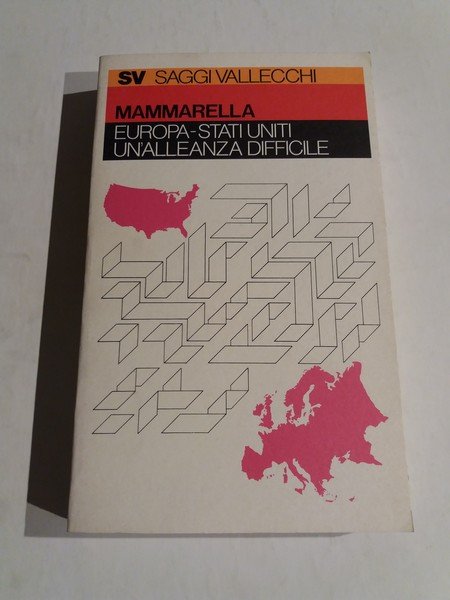 SV SAGGI VALLECCHI
MAMMARELLA
EUROPA-STATI UNITI
UN'ALLEANZA DIFFICILE